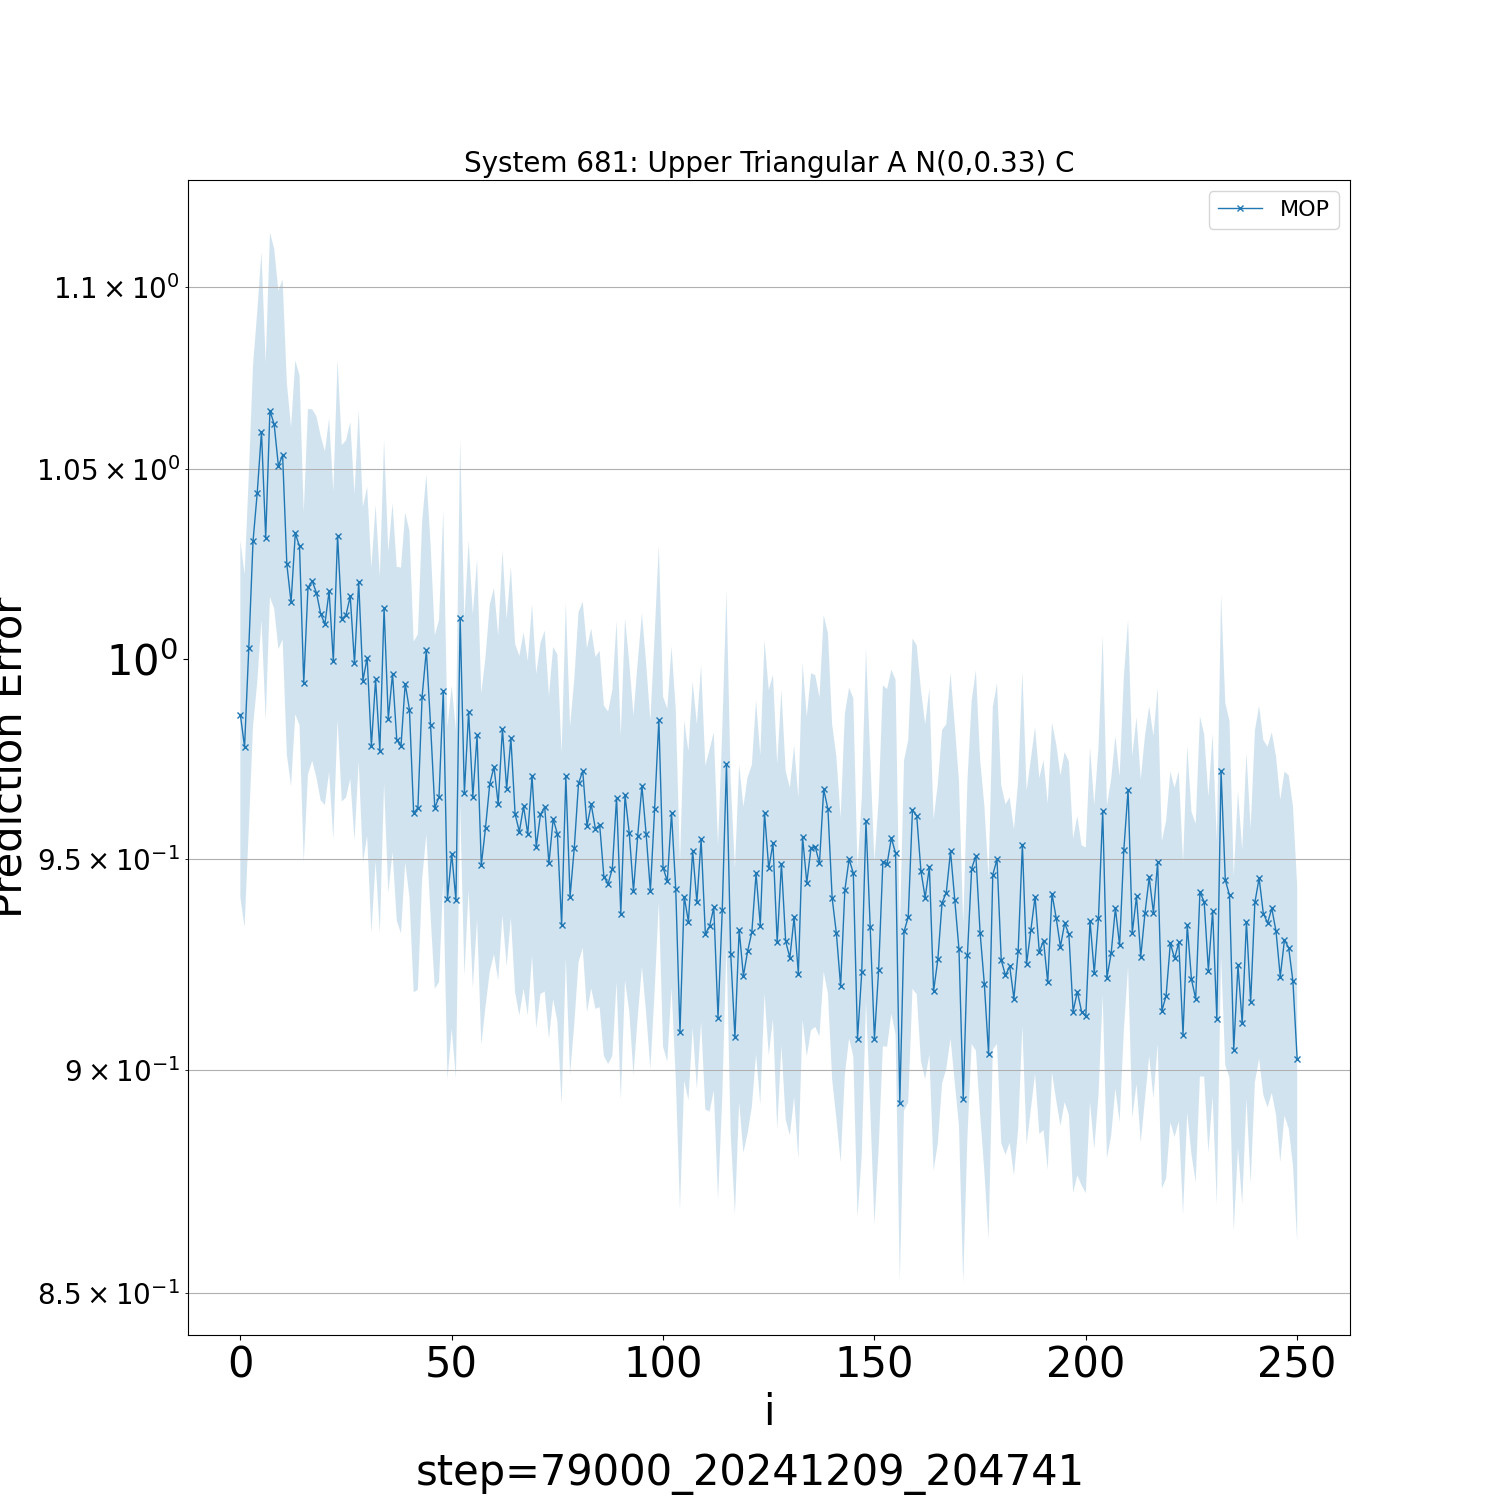 System 681: Upper Triangular A N(0,0.33) C
MOP
Prediction Error
1.1 × 10⁰
1.05 × 10⁰
10⁰
9.5 × 10⁻¹
9 × 10⁻¹
8.5 × 10⁻¹
0 50 100 150 200 250
i
step=79000_20241209_204741